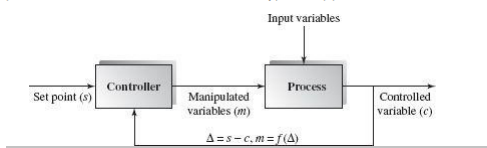 Input variables
Controller
Process
Set point (s)
Manipulated
variables (m)
Controlled
variable (c)
Δ = s − c, m = f(Δ)